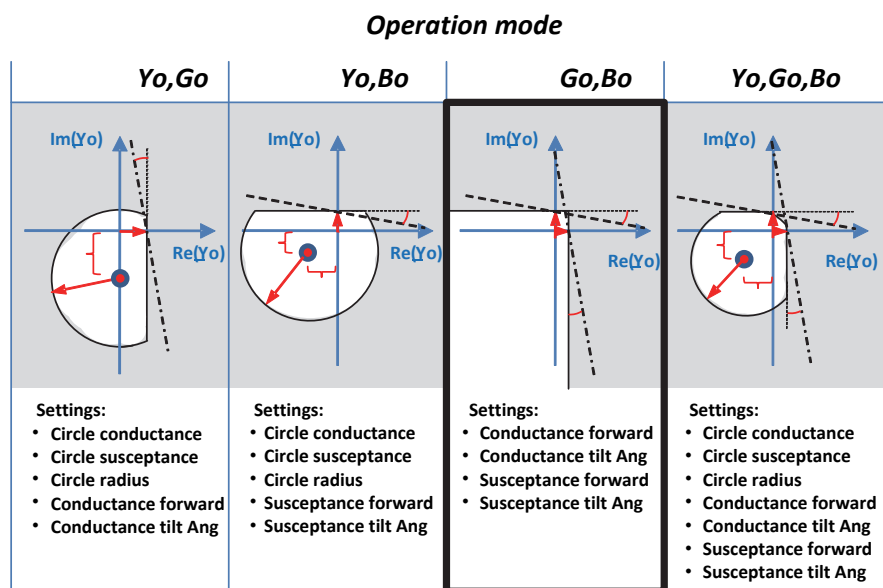 Operation mode
Yo,Go
Yo,Bo
Go,Bo
Yo,Go,Bo
Im(Yo)
Re(Yo)
Im(Yo)
Re(Yo)
Im(Yo)
Re(Yo)
Im(Yo)
Re(Yo)
Settings:
• Circle conductance
• Circle susceptance
• Circle radius
• Conductance forward
• Conductance tilt Ang
Settings:
• Circle conductance
• Circle susceptance
• Circle radius
• Susceptance forward
• Susceptance tilt Ang
Settings:
• Conductance forward
• Conductance tilt Ang
• Susceptance forward
• Susceptance tilt Ang
Settings:
• Circle conductance
• Circle susceptance
• Circle radius
• Conductance forward
• Conductance tilt Ang
• Susceptance forward
• Susceptance tilt Ang